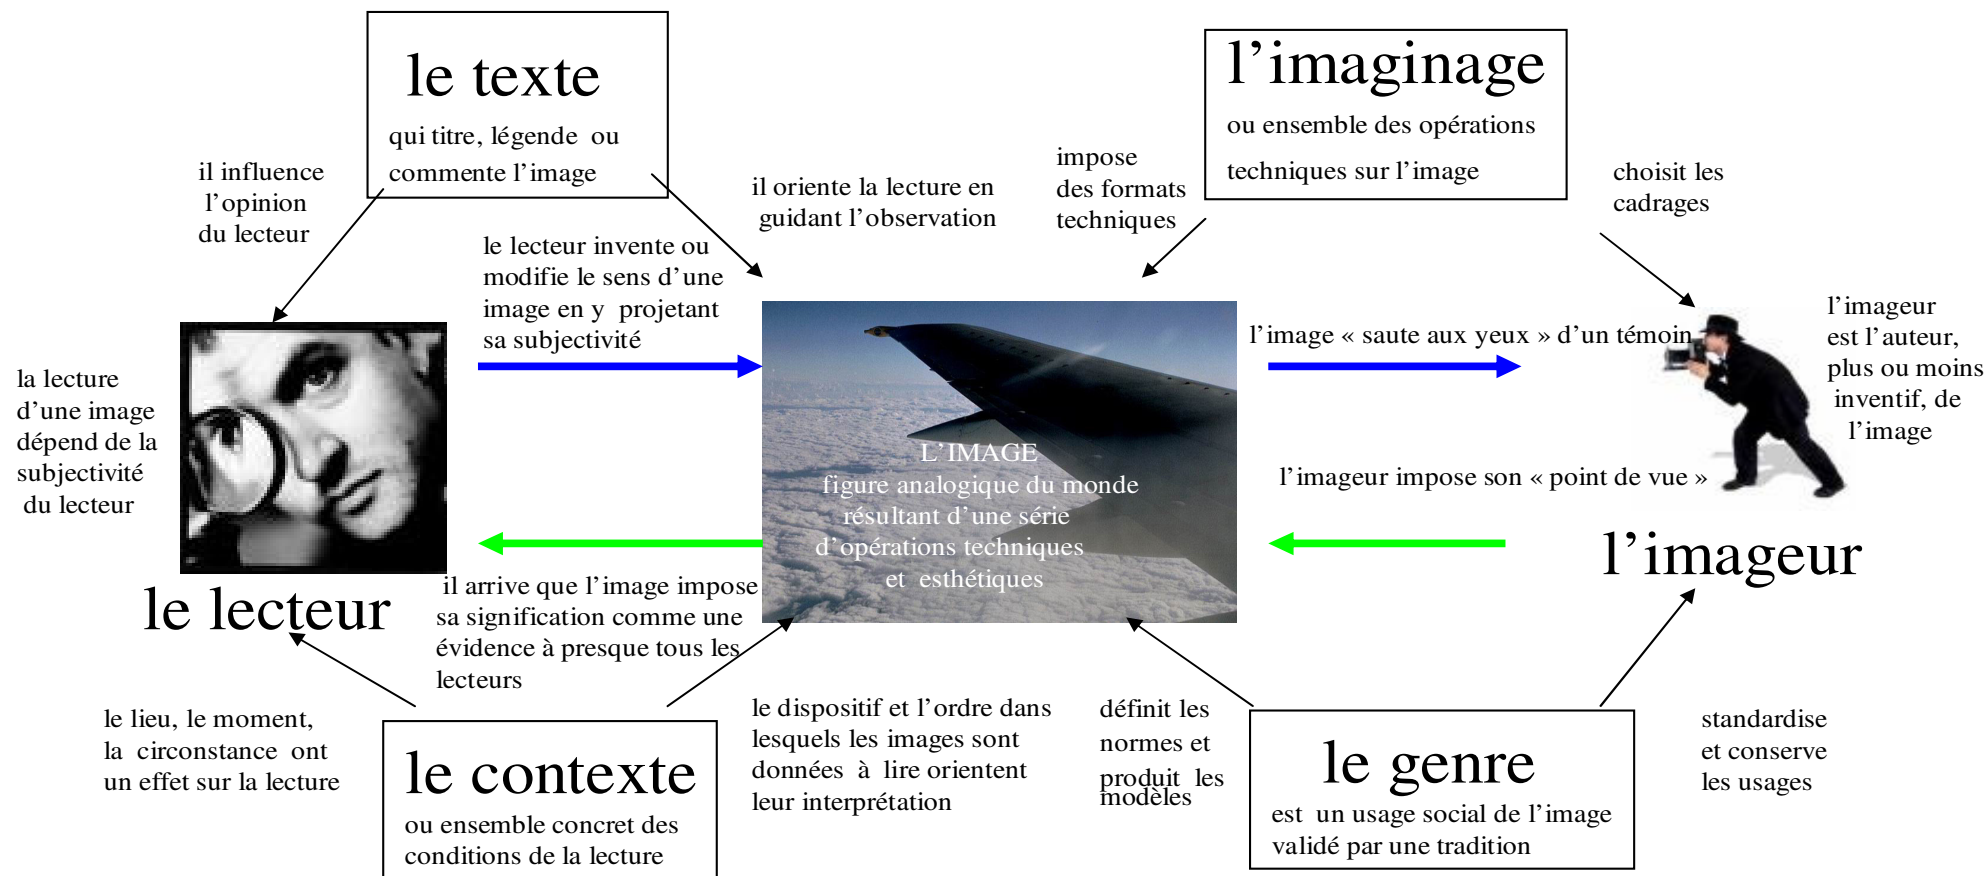 le texte
qui titre, légende ou
commente l’image
l’imaginage
ou ensemble des opérations
techniques sur l’image
il influence
l’opinion
du lecteur
il oriente la lecture en
guidant l’observation
impose
des formats
techniques
choisit les
cadrages
le lecteur invente ou
modifie le sens d’une
image en y projetant
sa subjectivité
l’image « saute aux yeux » d’un témoin
l’imageur
est l’auteur,
plus ou moins
inventif, de
l’image
la lecture
d’une image
dépend de la
subjectivité
du lecteur
L’IMAGE
figure analogique du monde
résultant d’une série
d’opérations techniques
et esthétiques
l’imageur impose son « point de vue »
l’imageur
le lecteur
il arrive que l’image impose
sa signification comme une
évidence à presque tous les
lecteurs
le lieu, le moment,
la circonstance ont
un effet sur la lecture
le contexte
ou ensemble concret des
conditions de la lecture
le dispositif et l’ordre dans
lesquels les images sont
données à lire orientent
leur interprétation
définit les
normes et
produit les
modèles
le genre
est un usage social de l’image
validé par une tradition
standardise
et conserve
les usages